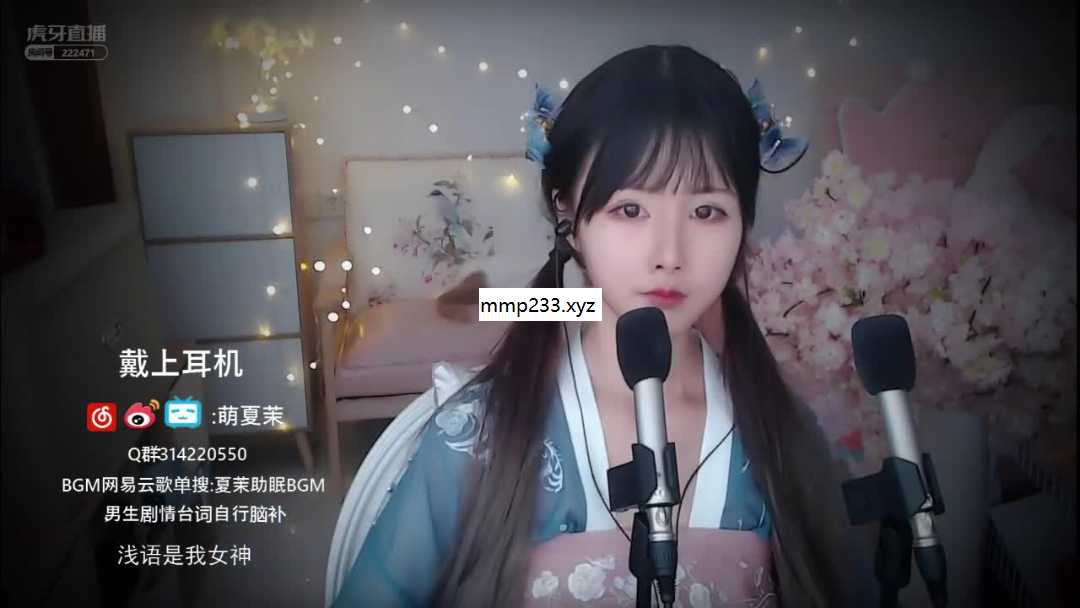 虎牙直播
房间号 222471
mmp233.xyz
戴上耳机
:萌夏茉
Q群314220550
BGM网易云歌单搜:夏茉助眠BGM
男生剧情台词自行脑补
浅语是我女神